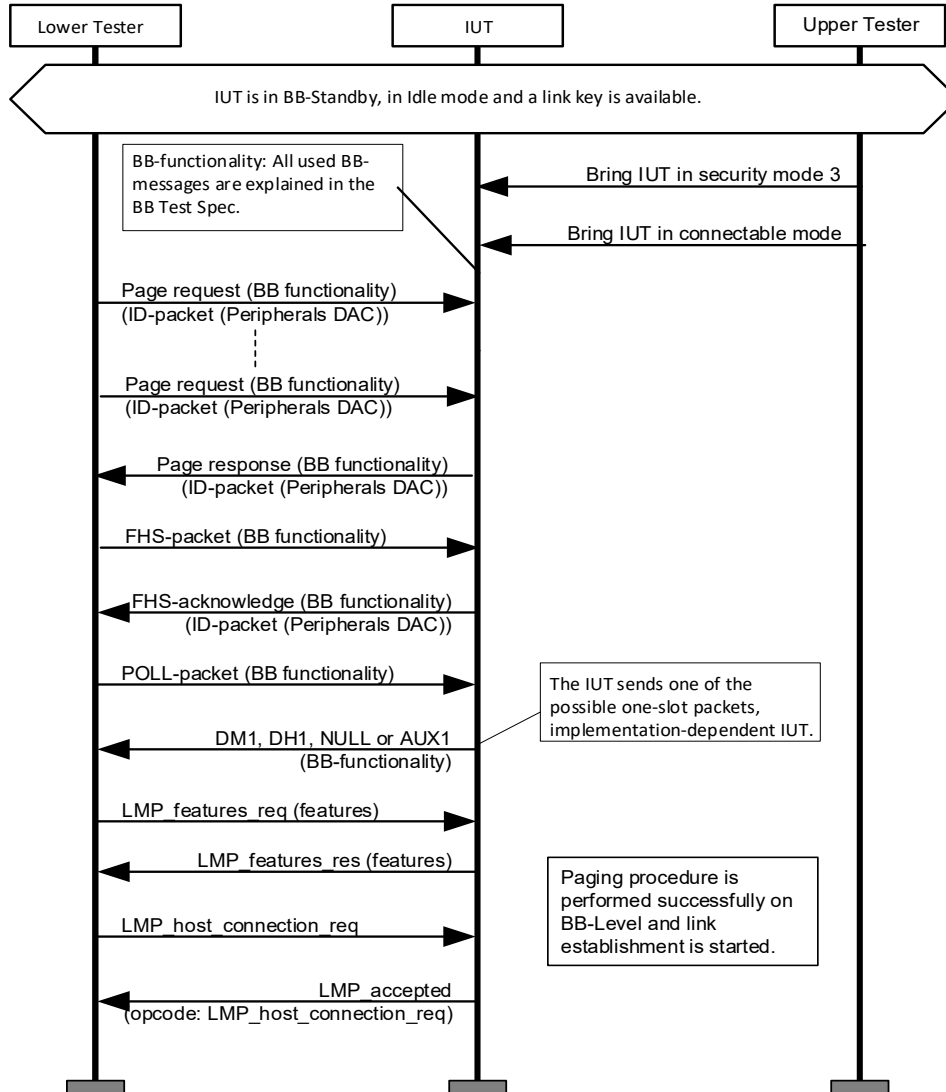 Lower Tester
IUT
Upper Tester
IUT is in BB-Standby, in Idle mode and a link key is available.
BB-functionality: All used BB-
messages are explained in the
BB Test Spec.
Bring IUT in security mode 3
Bring IUT in connectable mode
Page request (BB functionality)
(ID-packet (Peripherals DAC))
Page request (BB functionality)
(ID-packet (Peripherals DAC))
Page response (BB functionality)
(ID-packet (Peripherals DAC))
FHS-packet (BB functionality)
FHS-acknowledge (BB functionality)
(ID-packet (Peripherals DAC))
POLL-packet (BB functionality)
The IUT sends one of the
possible one-slot packets,
implementation-dependent IUT.
DM1, DH1, NULL or AUX1
(BB-functionality)
LMP_features_req (features)
LMP_features_res (features)
Paging procedure is
performed successfully on
BB-Level and link
establishment is started.
LMP_host_connection_req
LMP_accepted
(opcode: LMP_host_connection_req)